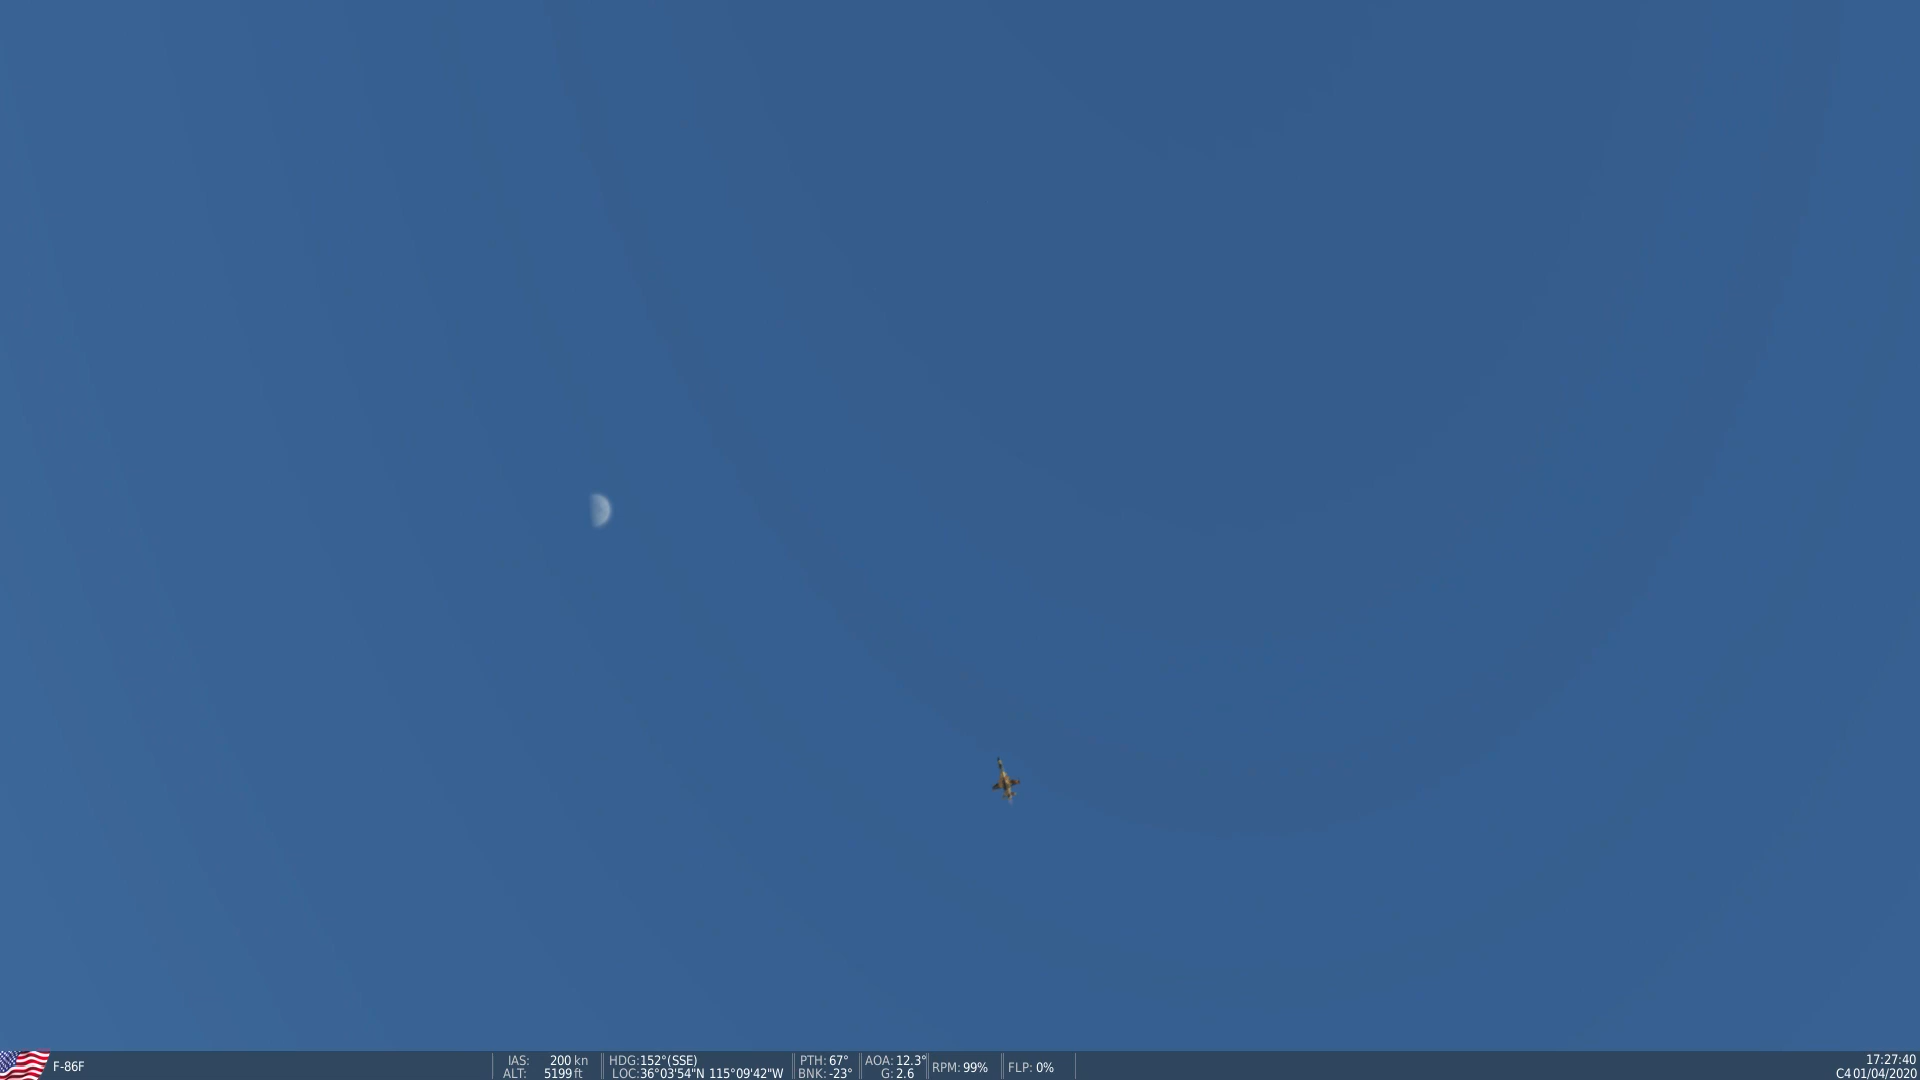 F-86F
IAS: 200 kn
ALT: 5199 ft
HDG:152°(SSE)
LOC:36°03'54"N 115°09'42"W
PTH: 67°
BNK: -23°
AOA: 12.3°
G: 2.6
RPM: 99%
FLP: 0%
17:27:40
C4 01/04/2020